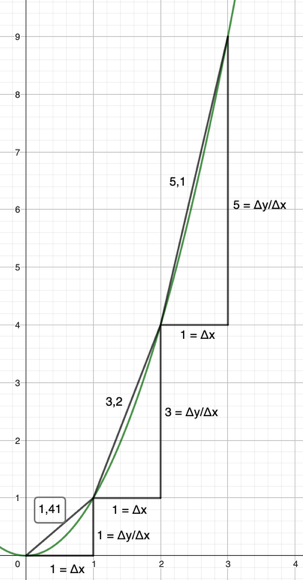 9
8
7
5,1
6
5 = Δy/Δx
5
4
1 = Δx
3
3,2
3 = Δy/Δx
2
1
1,41
1 = Δx
1 = Δy/Δx
0 1 2 3 4
1 = Δx